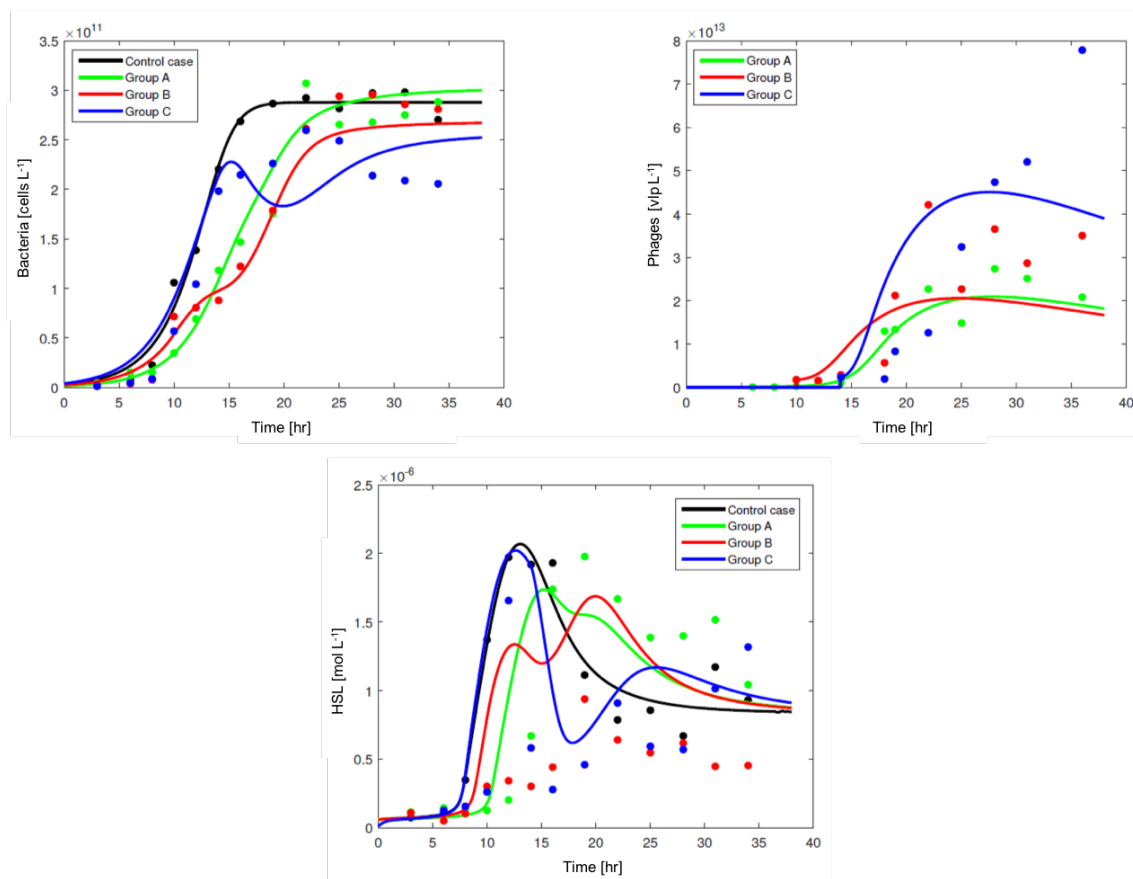 ×10^11
3.5
3
2.5
2
1.5
1
0.5
0
0 5 10 15 20 25 30 35 40
Bacteria [cells L^-1]
Time [hr]
Control case
Group A
Group B
Group C
×10^13
8
7
6
5
4
3
2
1
0
0 5 10 15 20 25 30 35 40
Phages [vlp L^-1]
Time [hr]
Group A
Group B
Group C
×10^-6
2.5
2
1.5
1
0.5
0
0 5 10 15 20 25 30 35 40
HSL [mol L^-1]
Time [hr]
Control case
Group A
Group B
Group C